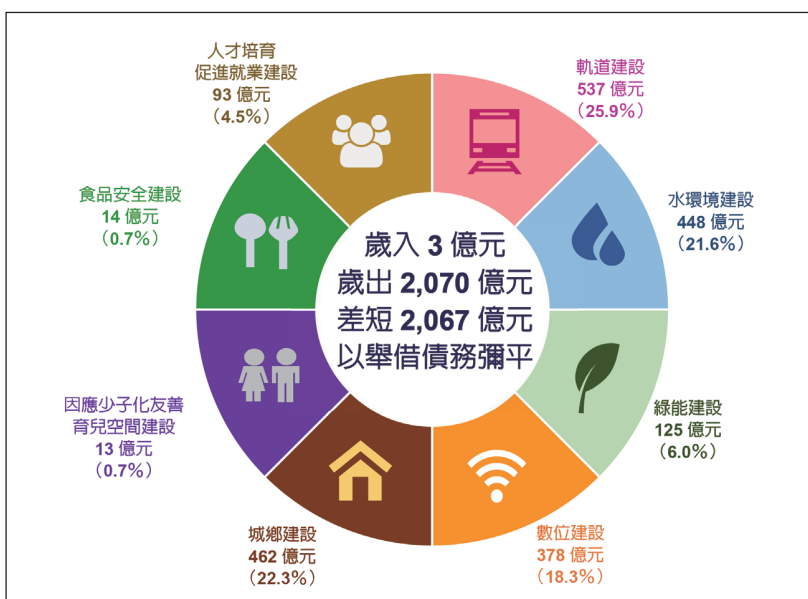 人才培育
促進就業建設
93 億元
（4.5%）
軌道建設
537 億元
（25.9%）
食品安全建設
14 億元
（0.7%）
水環境建設
448 億元
（21.6%）
歲入 3 億元
歲出 2,070 億元
差短 2,067 億元
以舉借債務彌平
因應少子化友善
育兒空間建設
13 億元
（0.7%）
綠能建設
125 億元
（6.0%）
城鄉建設
462 億元
（22.3%）
數位建設
378 億元
（18.3%）